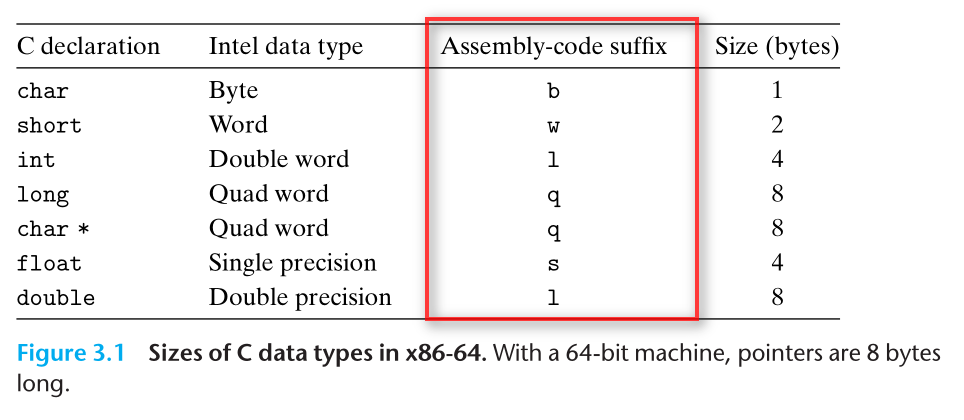 C declaration Intel data type Assembly-code suffix Size (bytes)
char Byte b 1
short Word w 2
int Double word l 4
long Quad word q 8
char * Quad word q 8
float Single precision s 4
double Double precision l 8
Figure 3.1 Sizes of C data types in x86-64. With a 64-bit machine, pointers are 8 bytes
long.